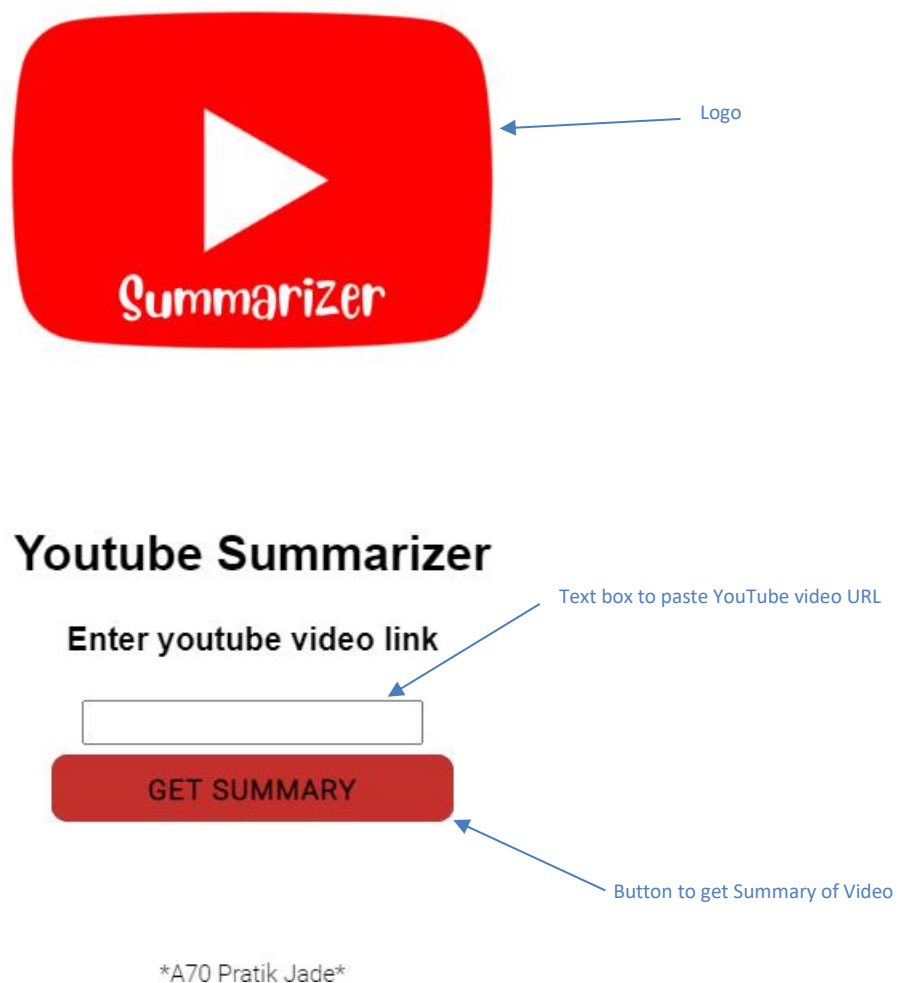 Logo
Summarizer
Youtube Summarizer
Text box to paste YouTube video URL
Enter youtube video link
GET SUMMARY
Button to get Summary of Video
*A70 Pratik Jade*